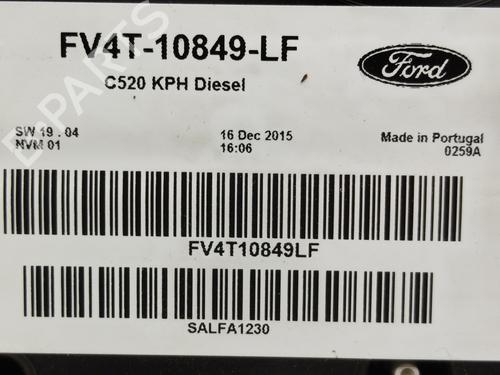 FV4T-10849-LF
Ford
C520 KPH Diesel
SW 19 . 04
NVM 01
16 Dec 2015
16:06
Made in Portugal
0259A
FV4T10849LF
SALFA1230
B-PARTS